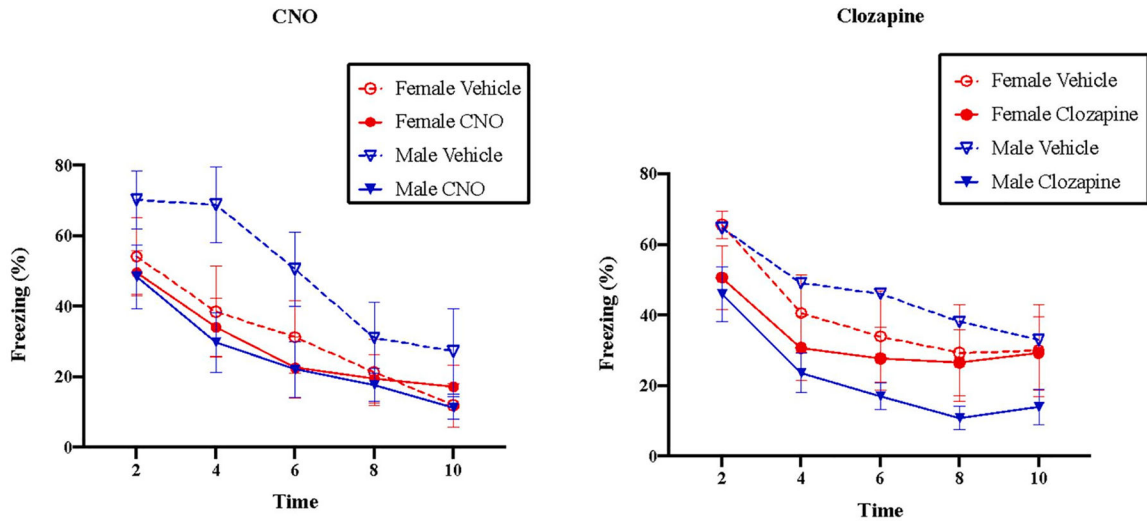 CNO
Female Vehicle
Female CNO
Male Vehicle
Male CNO
80
60
40
20
0
Freezing (%)
2 4 6 8 10
Time
Clozapine
Female Vehicle
Female Clozapine
Male Vehicle
Male Clozapine
80
60
40
20
0
Freezing (%)
2 4 6 8 10
Time